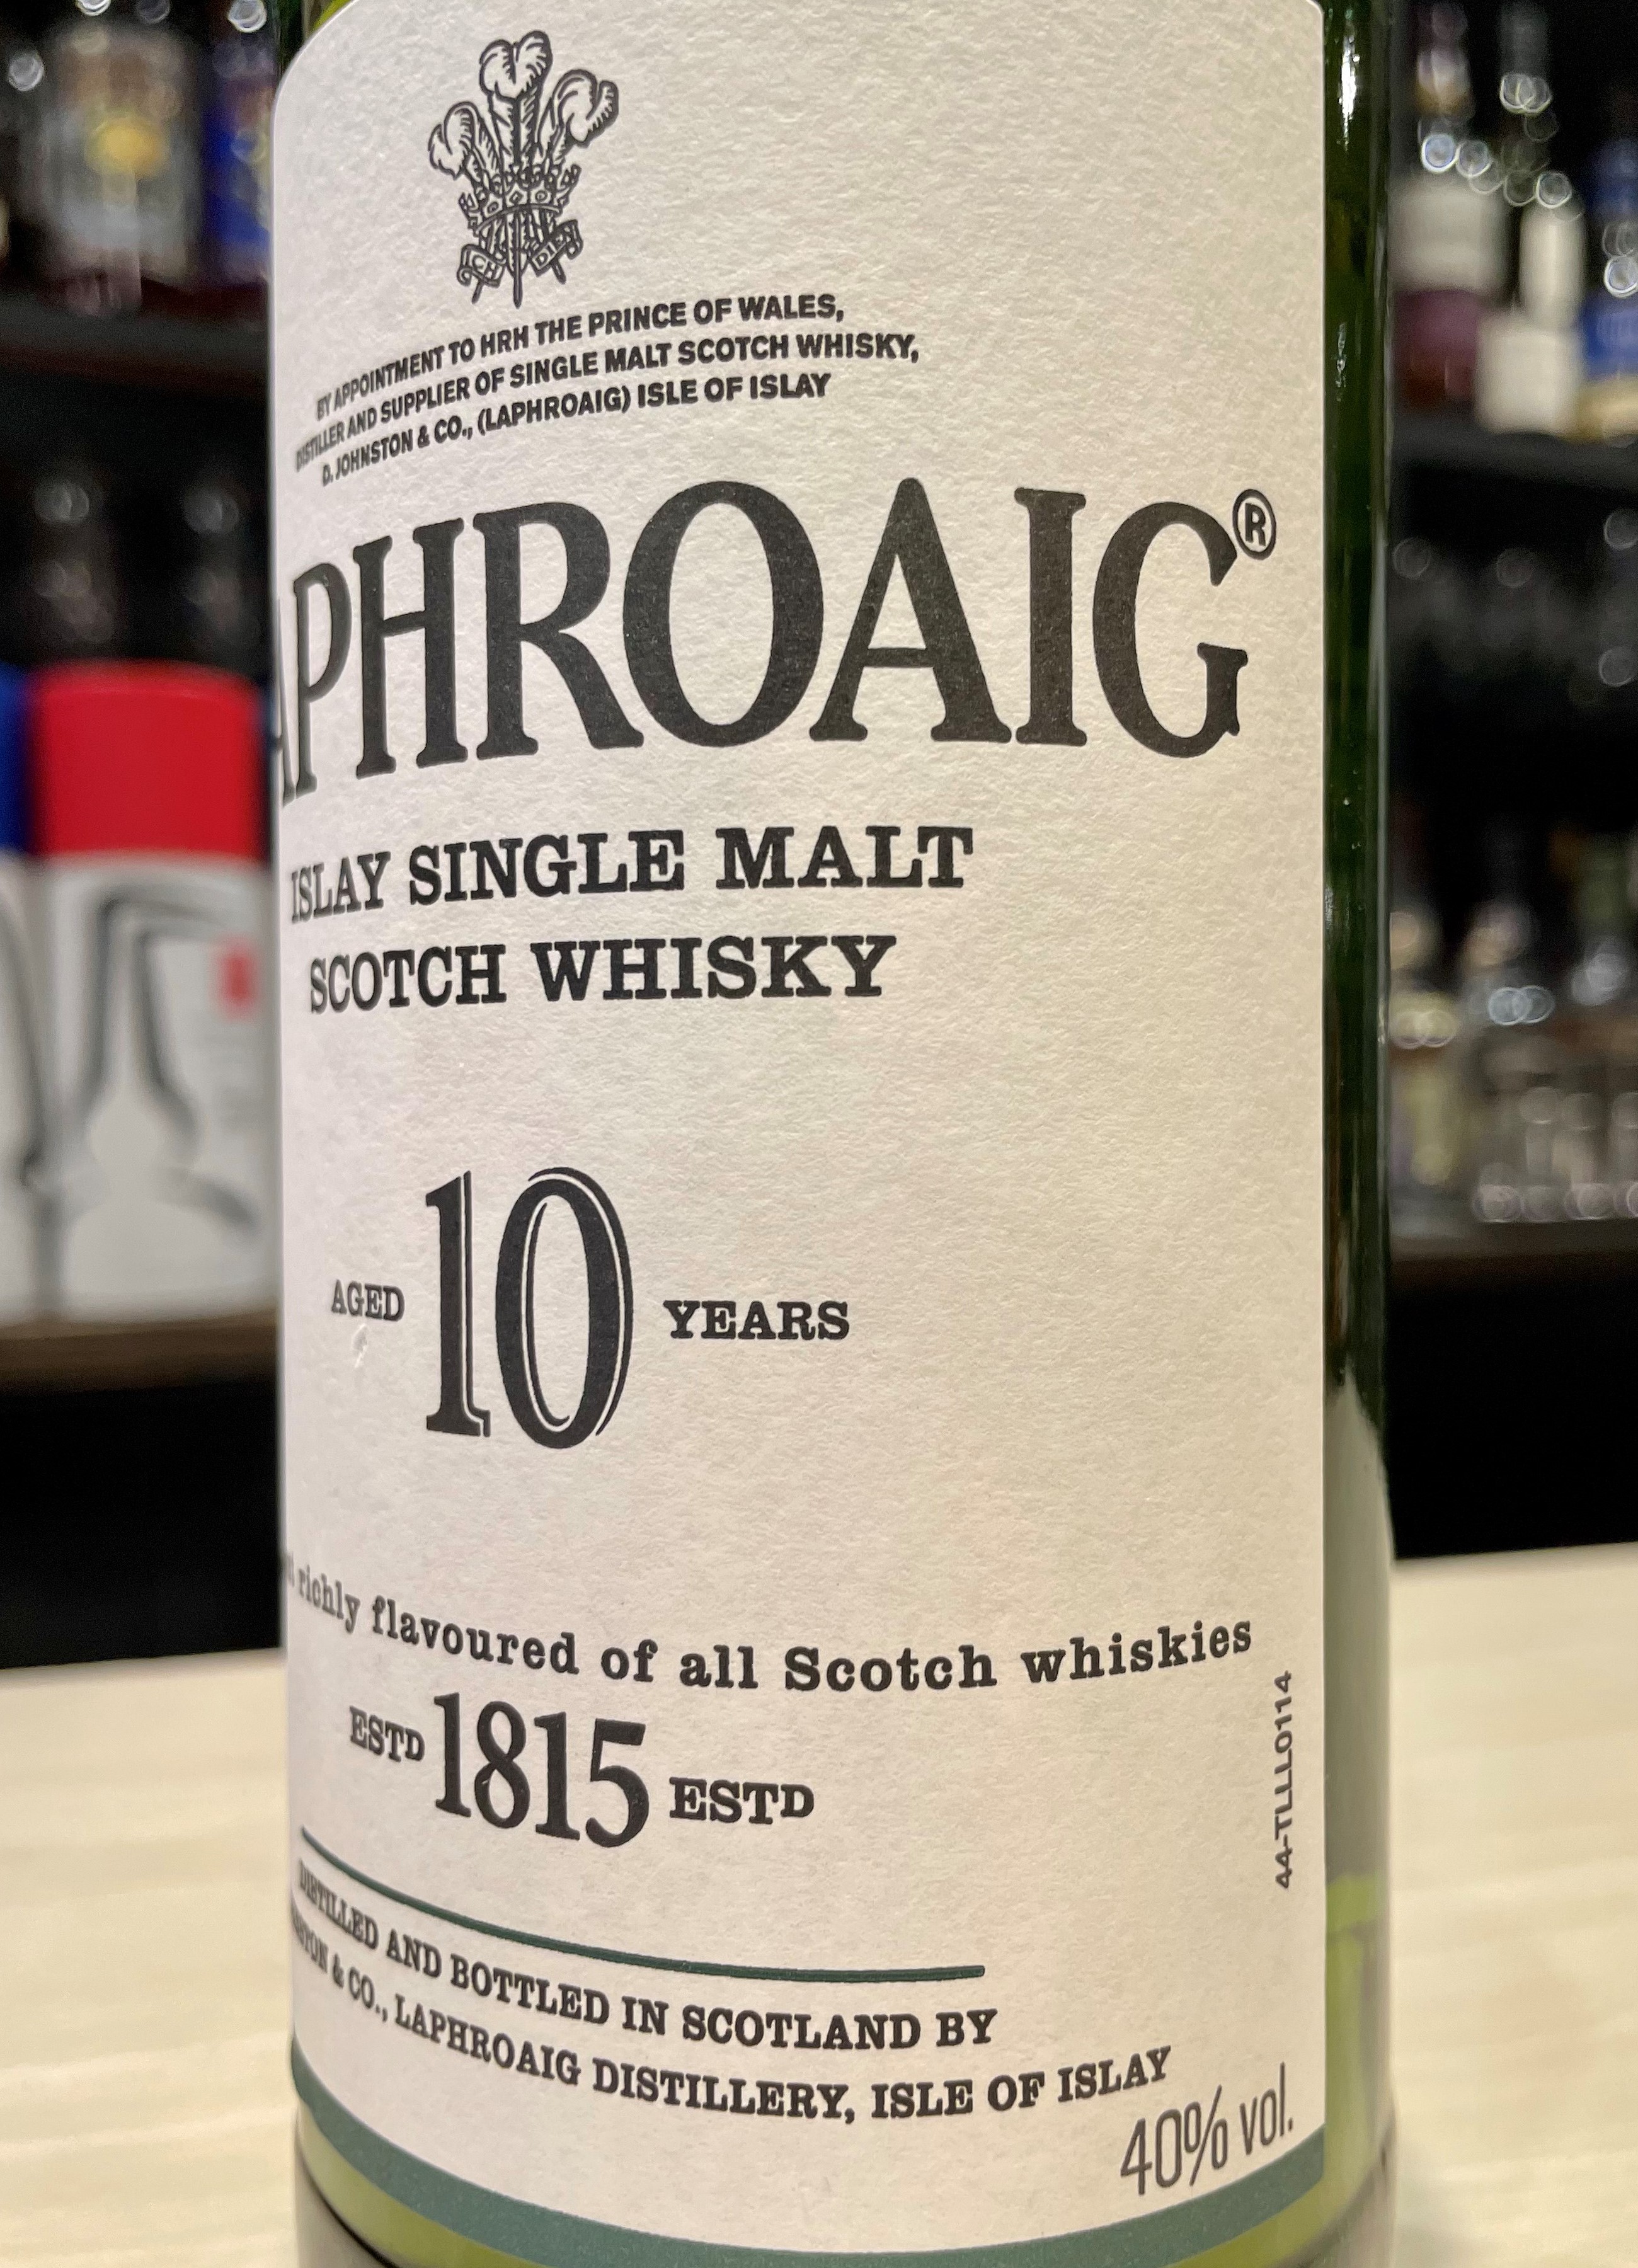 ICH DIEN
BY APPOINTMENT TO HRH THE PRINCE OF WALES,
DISTILLER AND SUPPLIER OF SINGLE MALT SCOTCH WHISKY,
D. JOHNSTON & CO., (LAPHROAIG) ISLE OF ISLAY
APHROAIG®
ISLAY SINGLE MALT
SCOTCH WHISKY
AGED 10 YEARS
richly flavoured of all Scotch whiskies
ESTD 1815 ESTD
44-TLLL0114
DISTILLED AND BOTTLED IN SCOTLAND BY
& CO., LAPHROAIG DISTILLERY, ISLE OF ISLAY
40% vol.